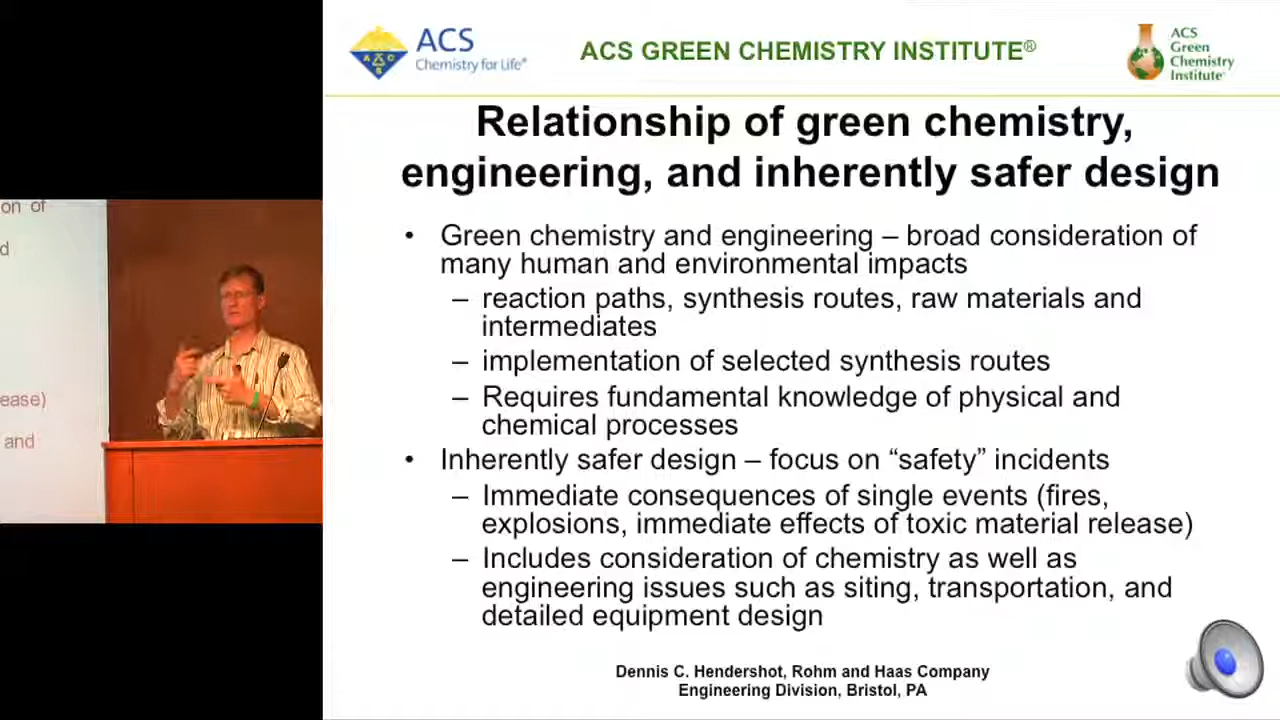 ACS
Chemistry for Life®
ACS GREEN CHEMISTRY INSTITUTE®
ACS
Green
Chemistry
Institute®
Relationship of green chemistry,
engineering, and inherently safer design
• Green chemistry and engineering – broad consideration of
many human and environmental impacts
– reaction paths, synthesis routes, raw materials and
intermediates
– implementation of selected synthesis routes
– Requires fundamental knowledge of physical and
chemical processes
• Inherently safer design – focus on “safety” incidents
– Immediate consequences of single events (fires,
explosions, immediate effects of toxic material release)
– Includes consideration of chemistry as well as
engineering issues such as siting, transportation, and
detailed equipment design
Dennis C. Hendershot, Rohm and Haas Company
Engineering Division, Bristol, PA
on of
d
ease)
and